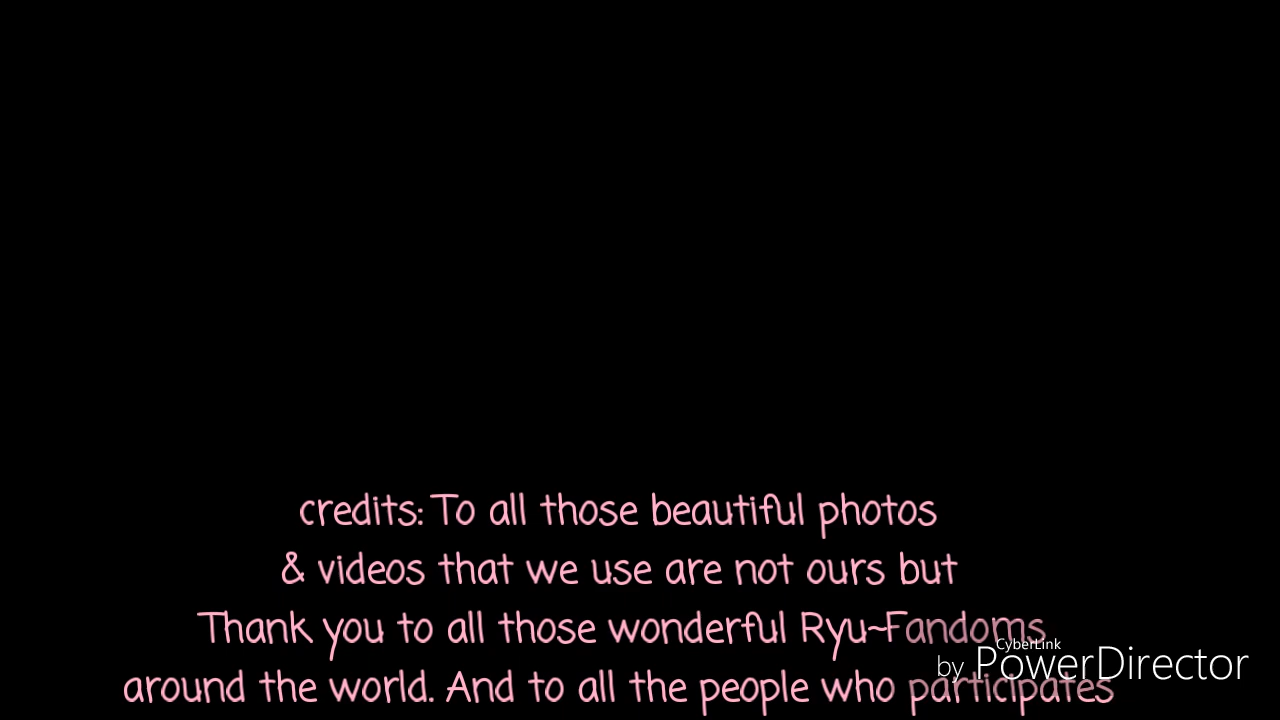 credits: To all those beautiful photos
& videos that we use are not ours but
Thank you to all those wonderful Ryu~Fandoms
around the world. And to all the people who participates
CyberLink
by PowerDirector